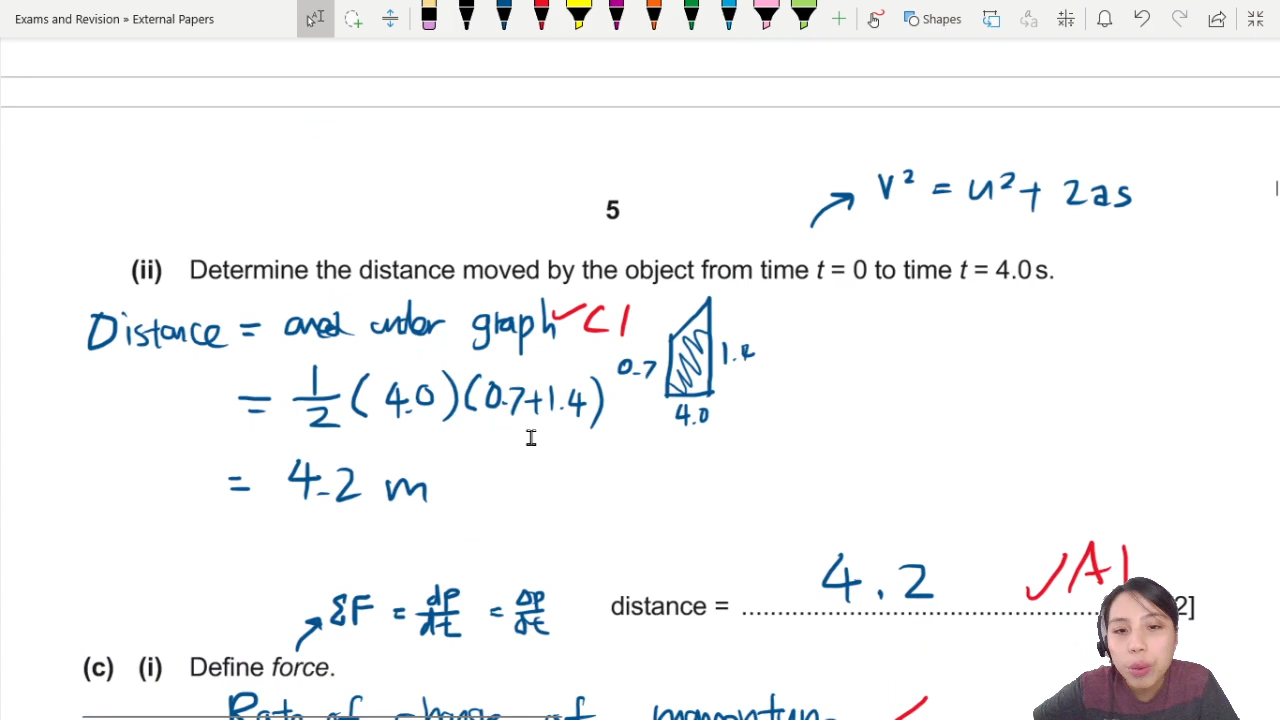 Exams and Revision » External Papers
Shapes
v² = u² + 2as
5
(ii) Determine the distance moved by the object from time t = 0 to time t = 4.0 s.
Distance = area under graph ✓C1
0.7
= 1/2 (4.0)(0.7+1.4)
4.0
= 4.2 m
4.2 ✓A1
distance = ........................................ 2]
ΣF = dp/dt = Δp/Δt
(c) (i) Define force.
Rate of change of momentum